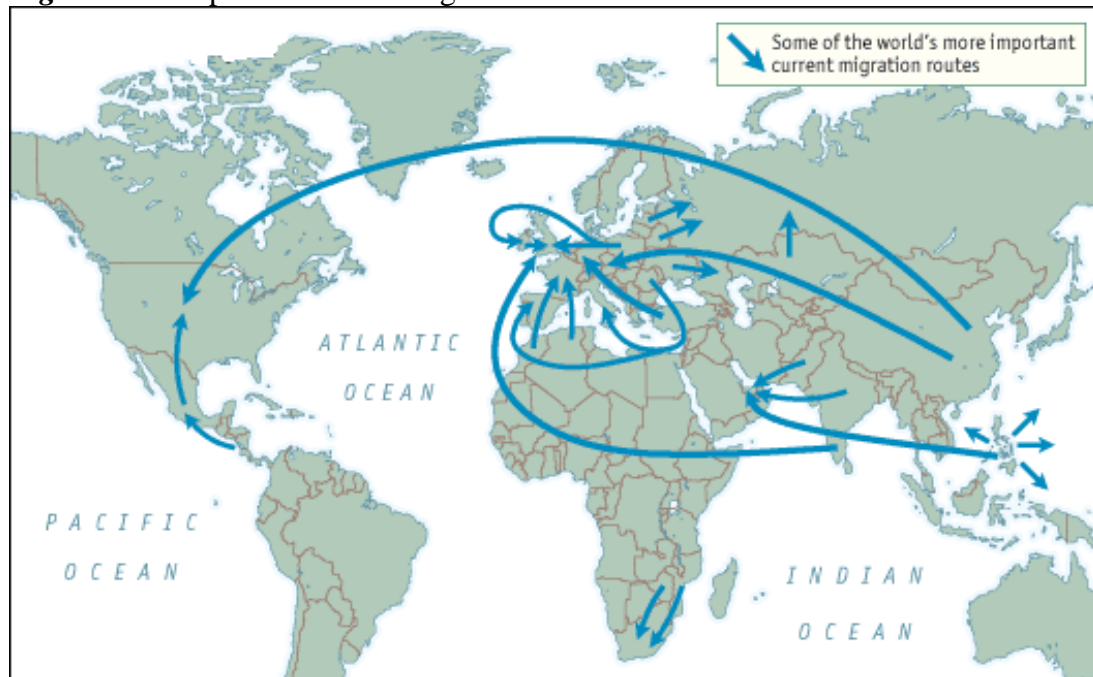 Some of the world's more important
current migration routes
ATLANTIC
OCEAN
PACIFIC
OCEAN
INDIAN
OCEAN